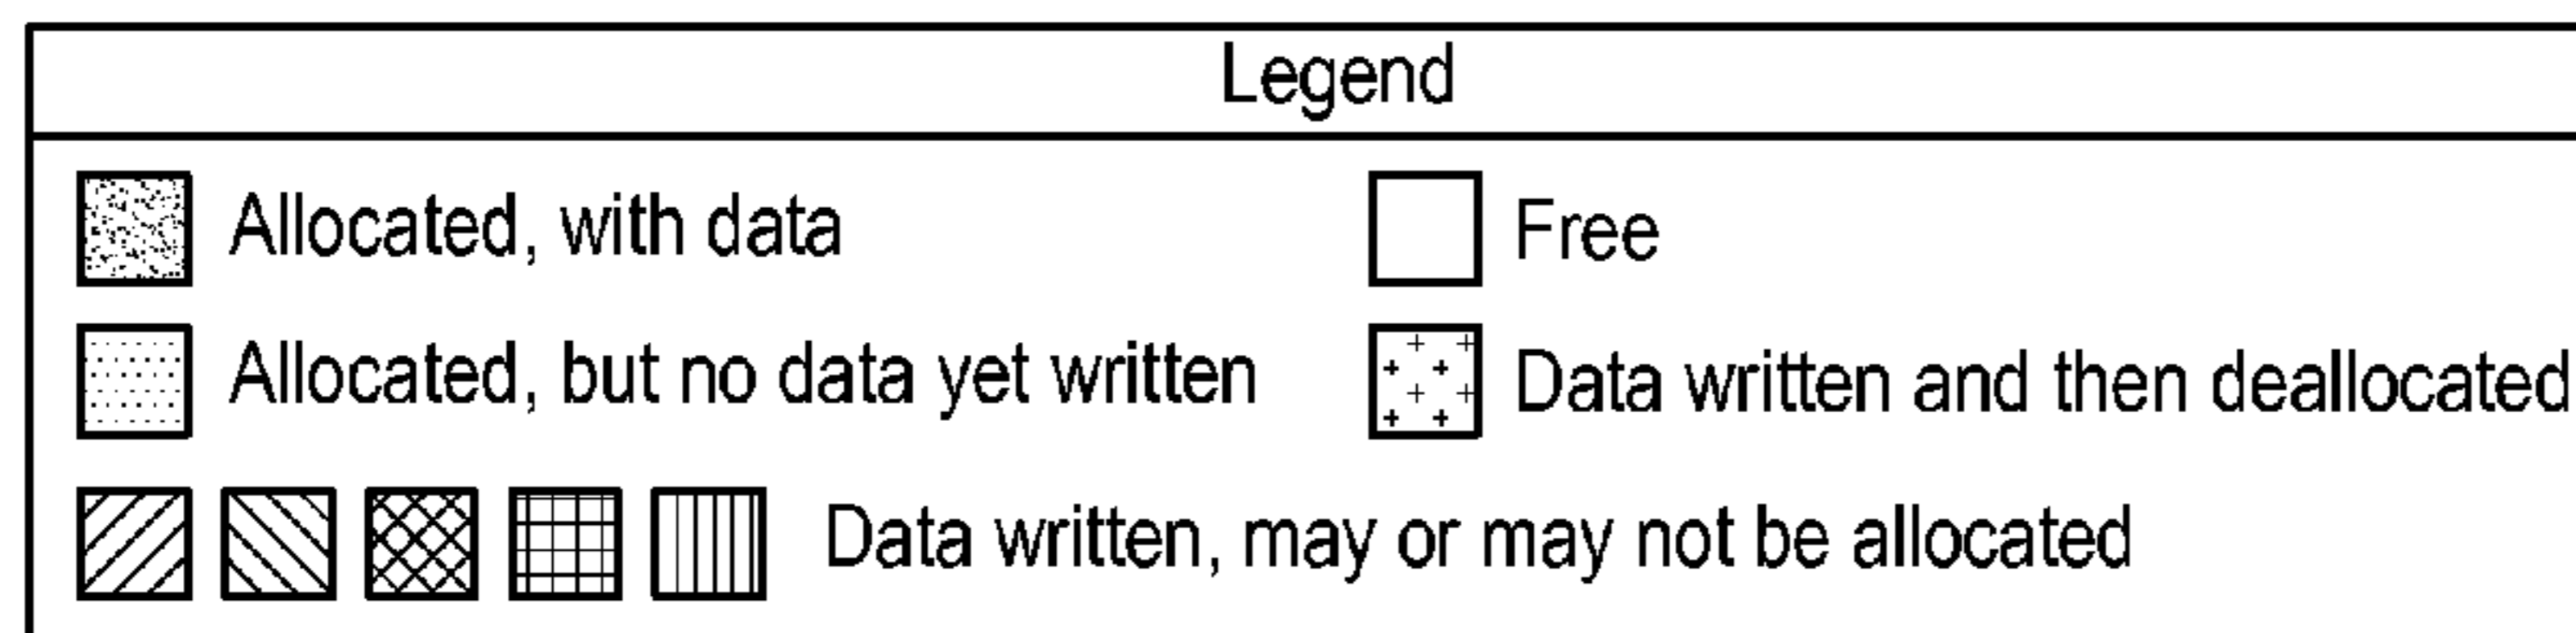 Legend
Allocated, with data
Free
Allocated, but no data yet written
Data written and then deallocated
Data written, may or may not be allocated